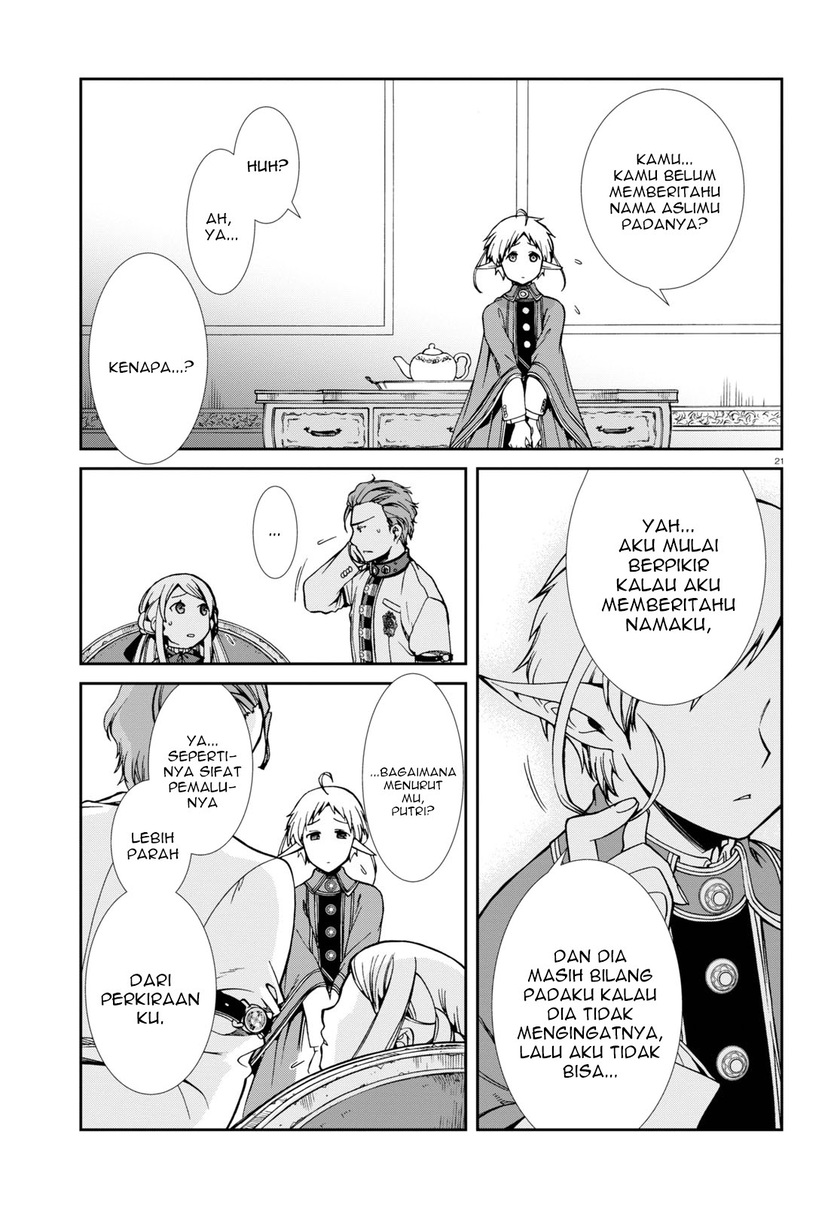 KAMU...
KAMU BELUM
MEMBERITAHU
NAMA ASLIMU
PADANYA?
HUH?
AH,
YA...
KENAPA...?
21
YAH...
AKU MULAI
BERPIKIR
KALAU AKU
MEMBERITAHU
NAMAKU,
DAN DIA
MASIH BILANG
PADAKU KALAU
DIA TIDAK
MENGINGATNYA,
LALU AKU TIDAK
BISA...
...
...BAGAIMANA
MENURUT
MU,
PUTRI?
YA...
SEPERTI-
NYA SIFAT
PEMALU-
NYA
LEBIH
PARAH
DARI
PERKIRAAN
KU.